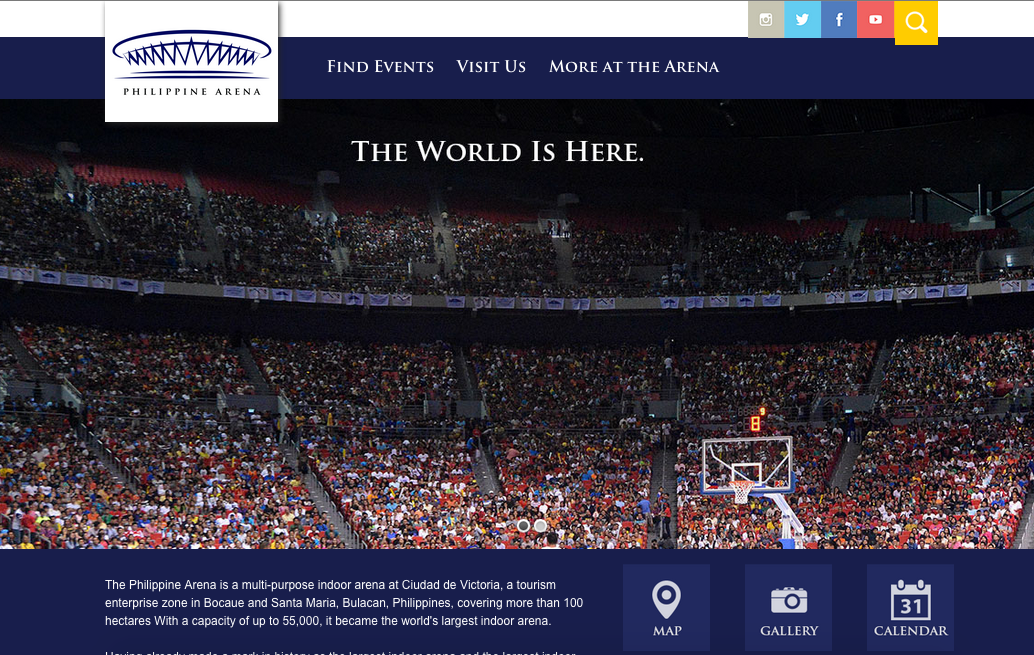 PHILIPPINE ARENA
FIND EVENTS VISIT US MORE AT THE ARENA
THE WORLD IS HERE.
8
The Philippine Arena is a multi-purpose indoor arena at Ciudad de Victoria, a tourism
enterprise zone in Bocaue and Santa Maria, Bulacan, Philippines, covering more than 100
hectares With a capacity of up to 55,000, it became the world's largest indoor arena.
MAP
GALLERY
31
CALENDAR